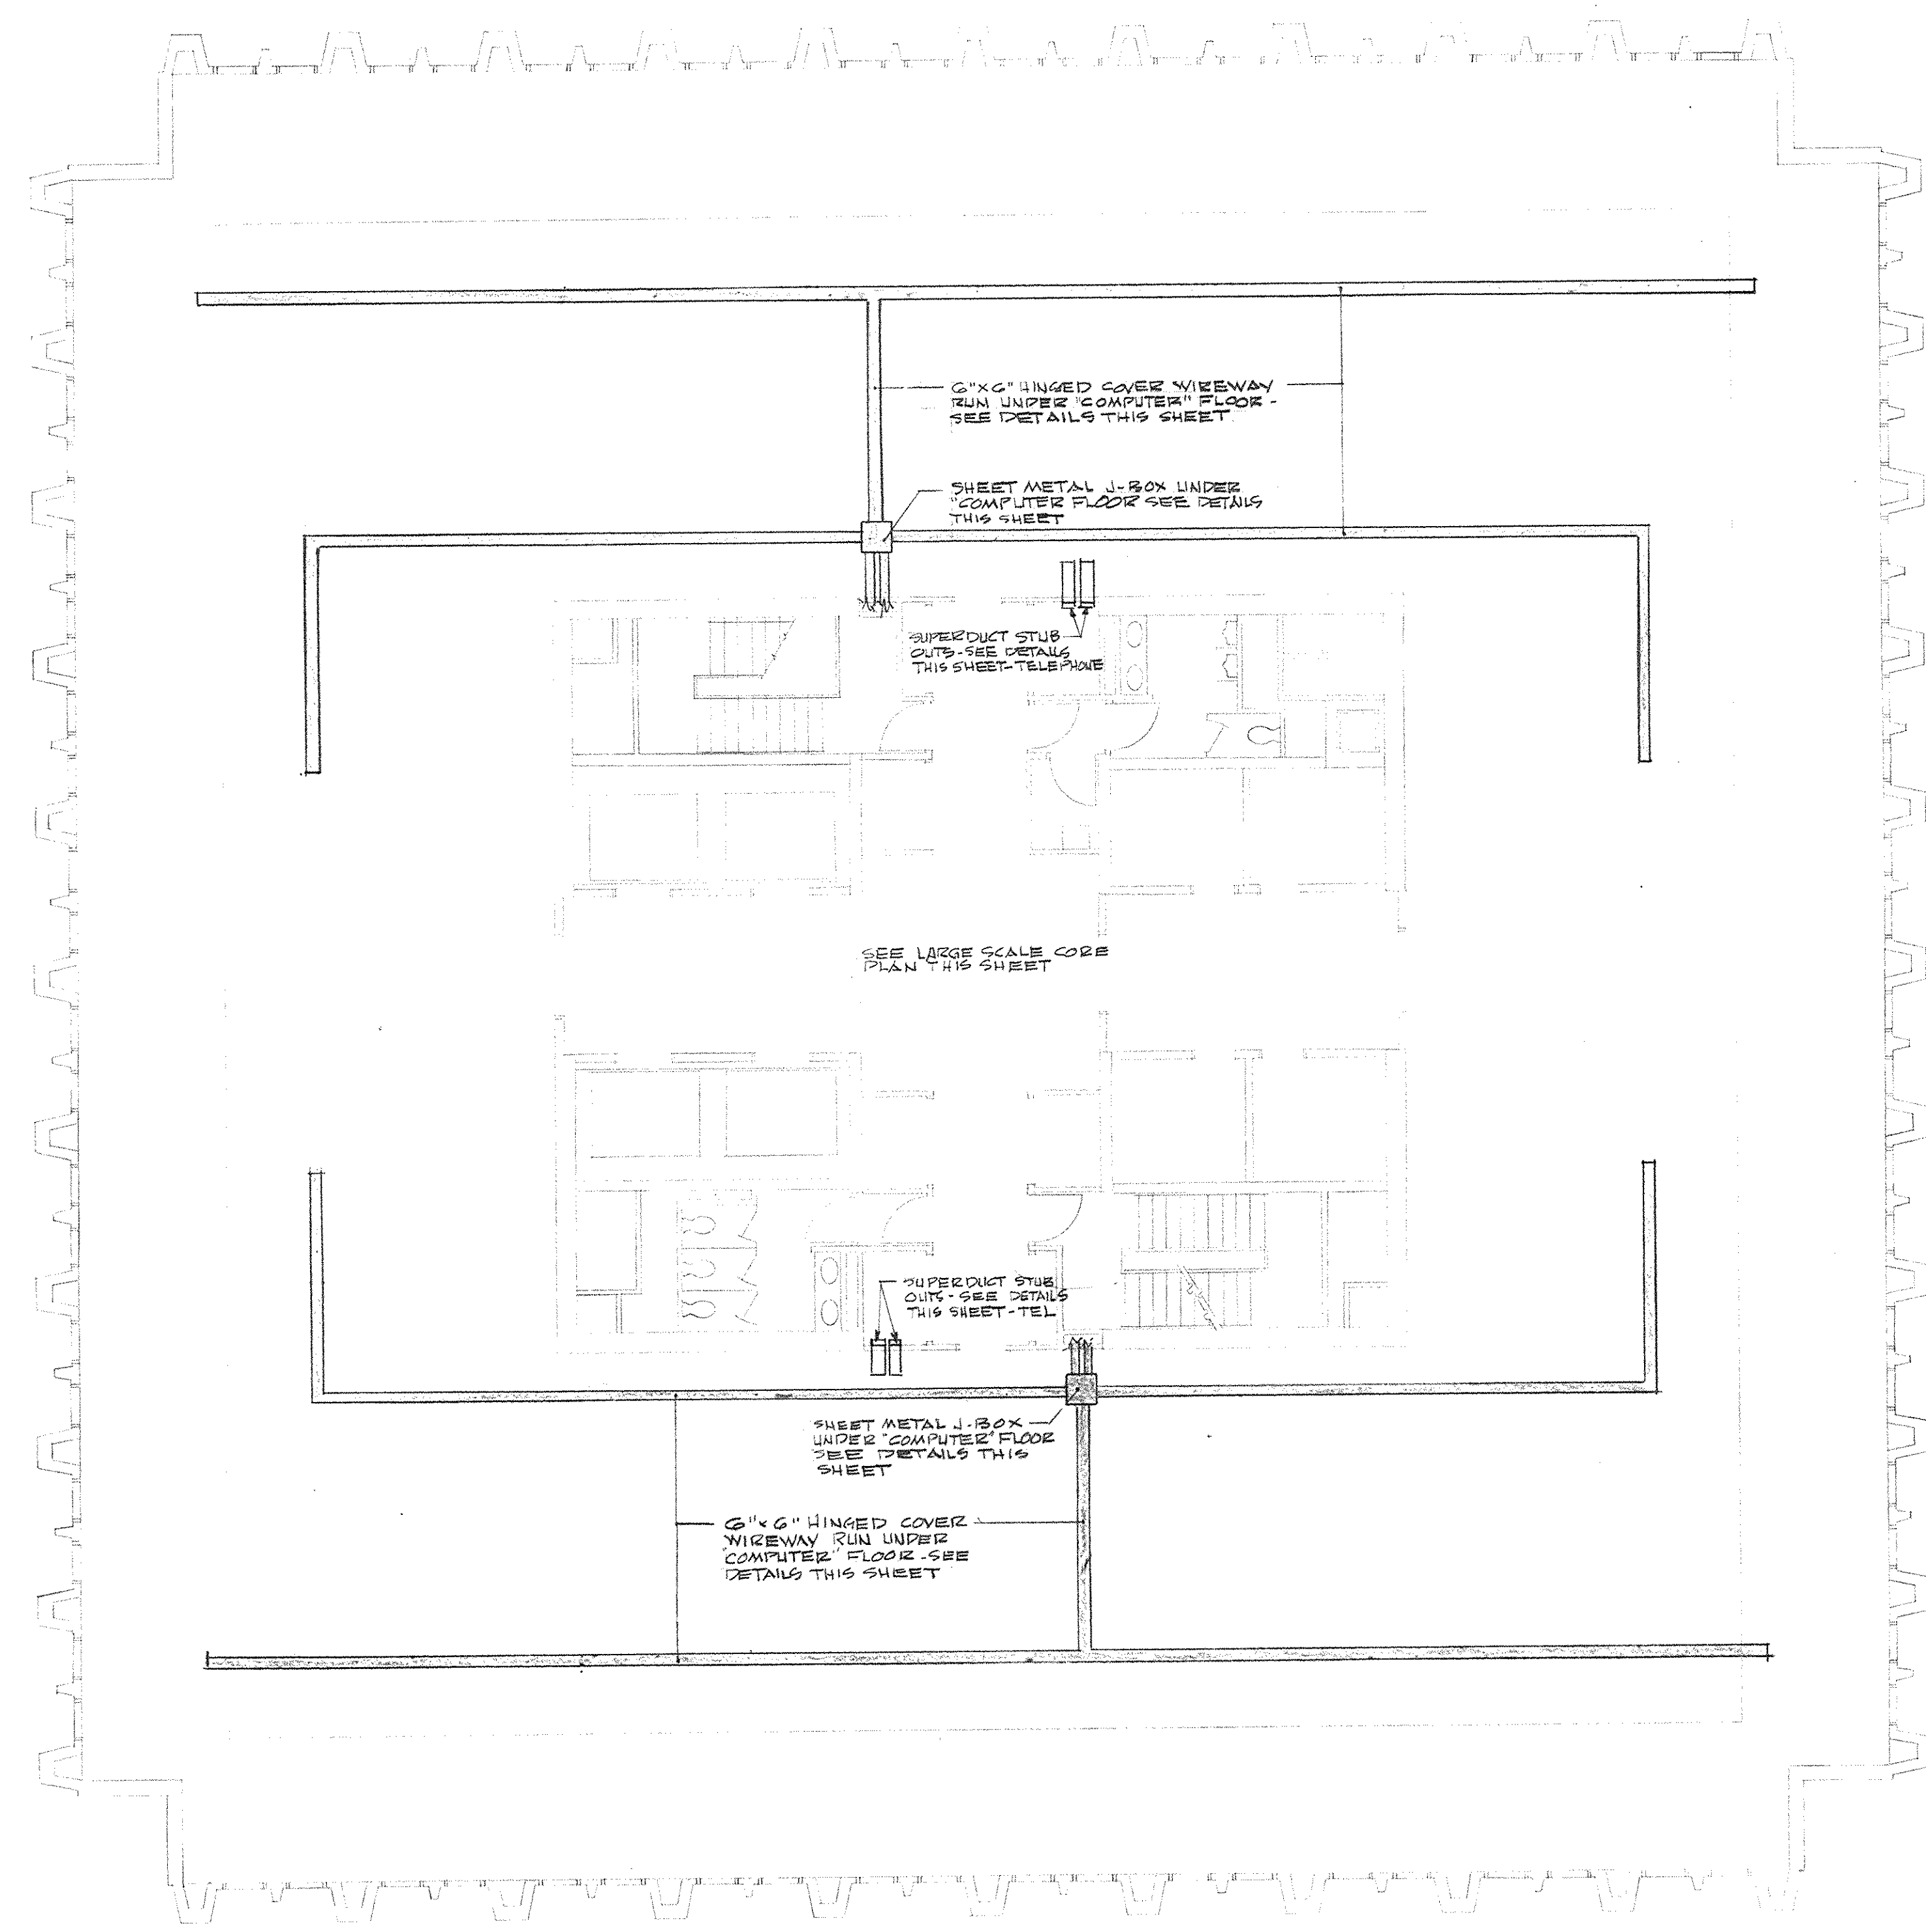 6"X6" HINGED COVER WIREWAY
RUN UNDER "COMPUTER" FLOOR -
SEE DETAILS THIS SHEET
SHEET METAL J-BOX UNDER
"COMPUTER FLOOR SEE DETAILS
THIS SHEET
SUPERDUCT STUB
OUTS-SEE DETAILS
THIS SHEET-TELEPHONE
SEE LARGE SCALE CORE
PLAN THIS SHEET
SUPERDUCT STUB
OUTS - SEE DETAILS
THIS SHEET-TEL
SHEET METAL J-BOX
UNDER "COMPUTER" FLOOR
SEE DETAILS THIS
SHEET
6"x6" HINGED COVER
WIREWAY RUN UNDER
"COMPUTER" FLOOR -SEE
DETAILS THIS SHEET